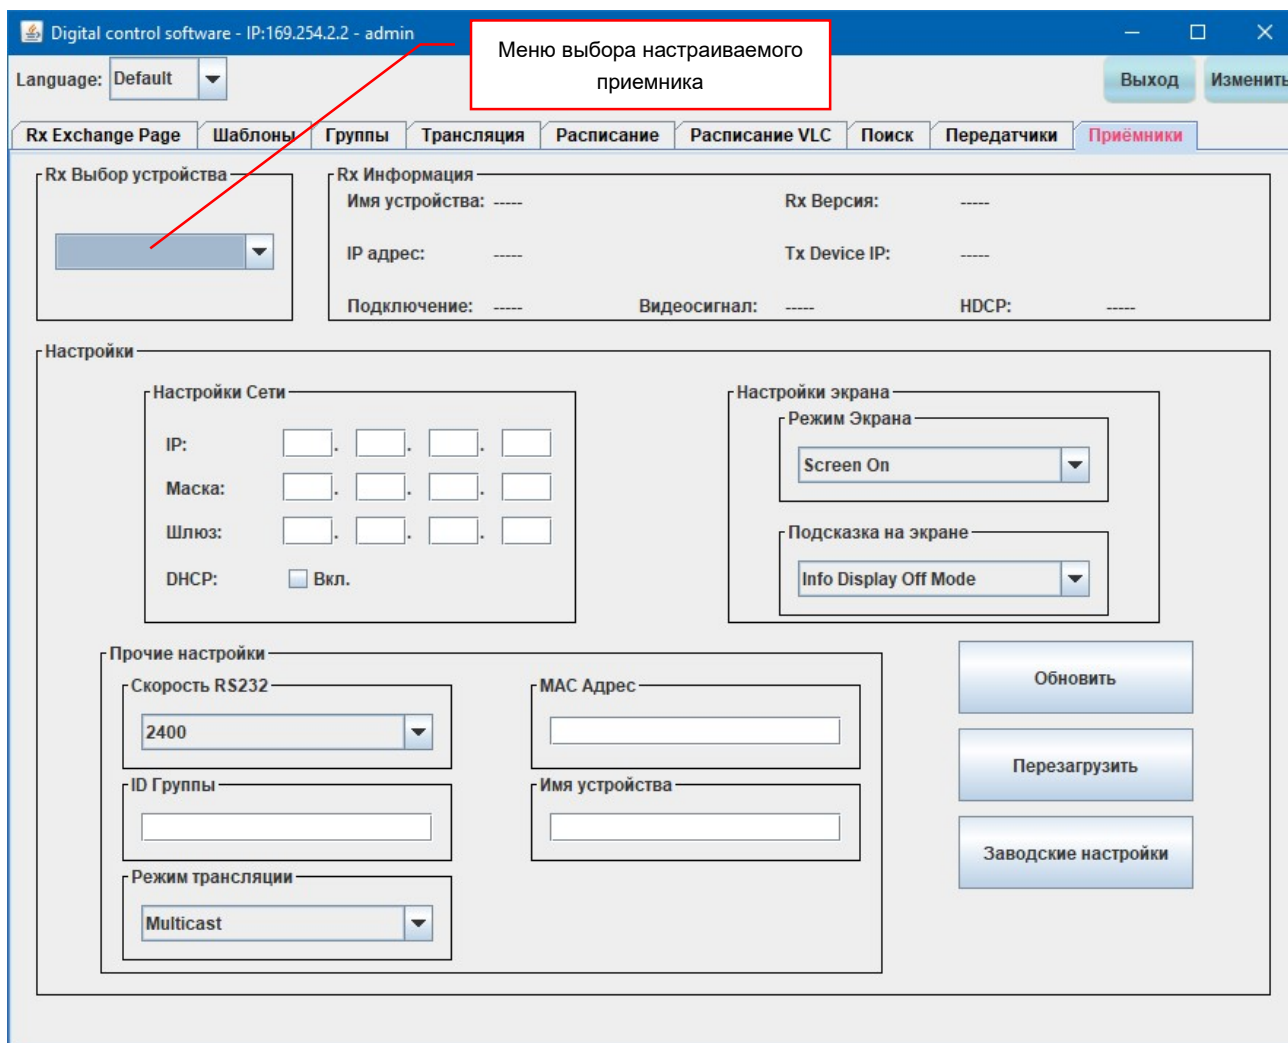 Digital control software - IP:169.254.2.2 - admin
Меню выбора настраиваемого
приемника
Language: Default
Выход
Изменить
Rx Exchange Page
Шаблоны
Группы
Трансляция
Расписание
Расписание VLC
Поиск
Передатчики
Приёмники
Rx Выбор устройства
Rx Информация
Имя устройства: -----
Rx Версия: -----
IP адрес: -----
Tx Device IP: -----
Подключение: -----
Видеосигнал: -----
HDCP: -----
Настройки
Настройки Сети
IP: . . .
Маска: . . .
Шлюз: . . .
DHCP: Вкл.
Настройки экрана
Режим Экрана
Screen On
Подсказка на экране
Info Display Off Mode
Прочие настройки
Скорость RS232
2400
MAC Адрес
ID Группы
Имя устройства
Режим трансляции
Multicast
Обновить
Перезагрузить
Заводские настройки